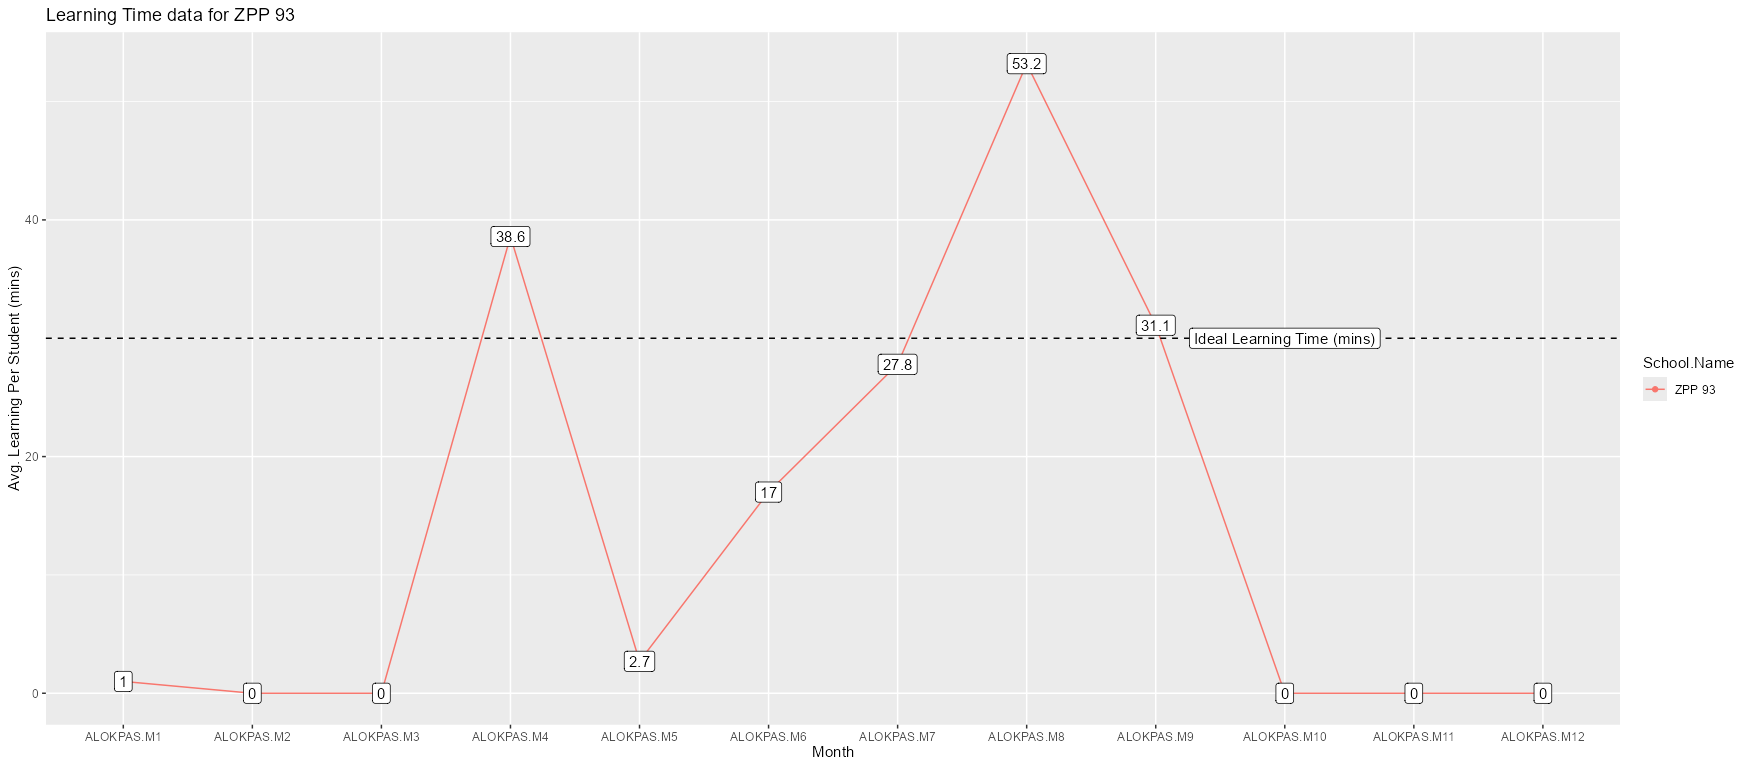 Learning Time data for ZPP 93
Avg. Learning Per Student (mins)
40
20
0
1
0
0
38.6
2.7
17
27.8
53.2
31.1
0
0
0
Ideal Learning Time (mins)
ALOKPAS.M1 ALOKPAS.M2 ALOKPAS.M3 ALOKPAS.M4 ALOKPAS.M5 ALOKPAS.M6 ALOKPAS.M7 ALOKPAS.M8 ALOKPAS.M9 ALOKPAS.M10 ALOKPAS.M11 ALOKPAS.M12
Month
School.Name
ZPP 93